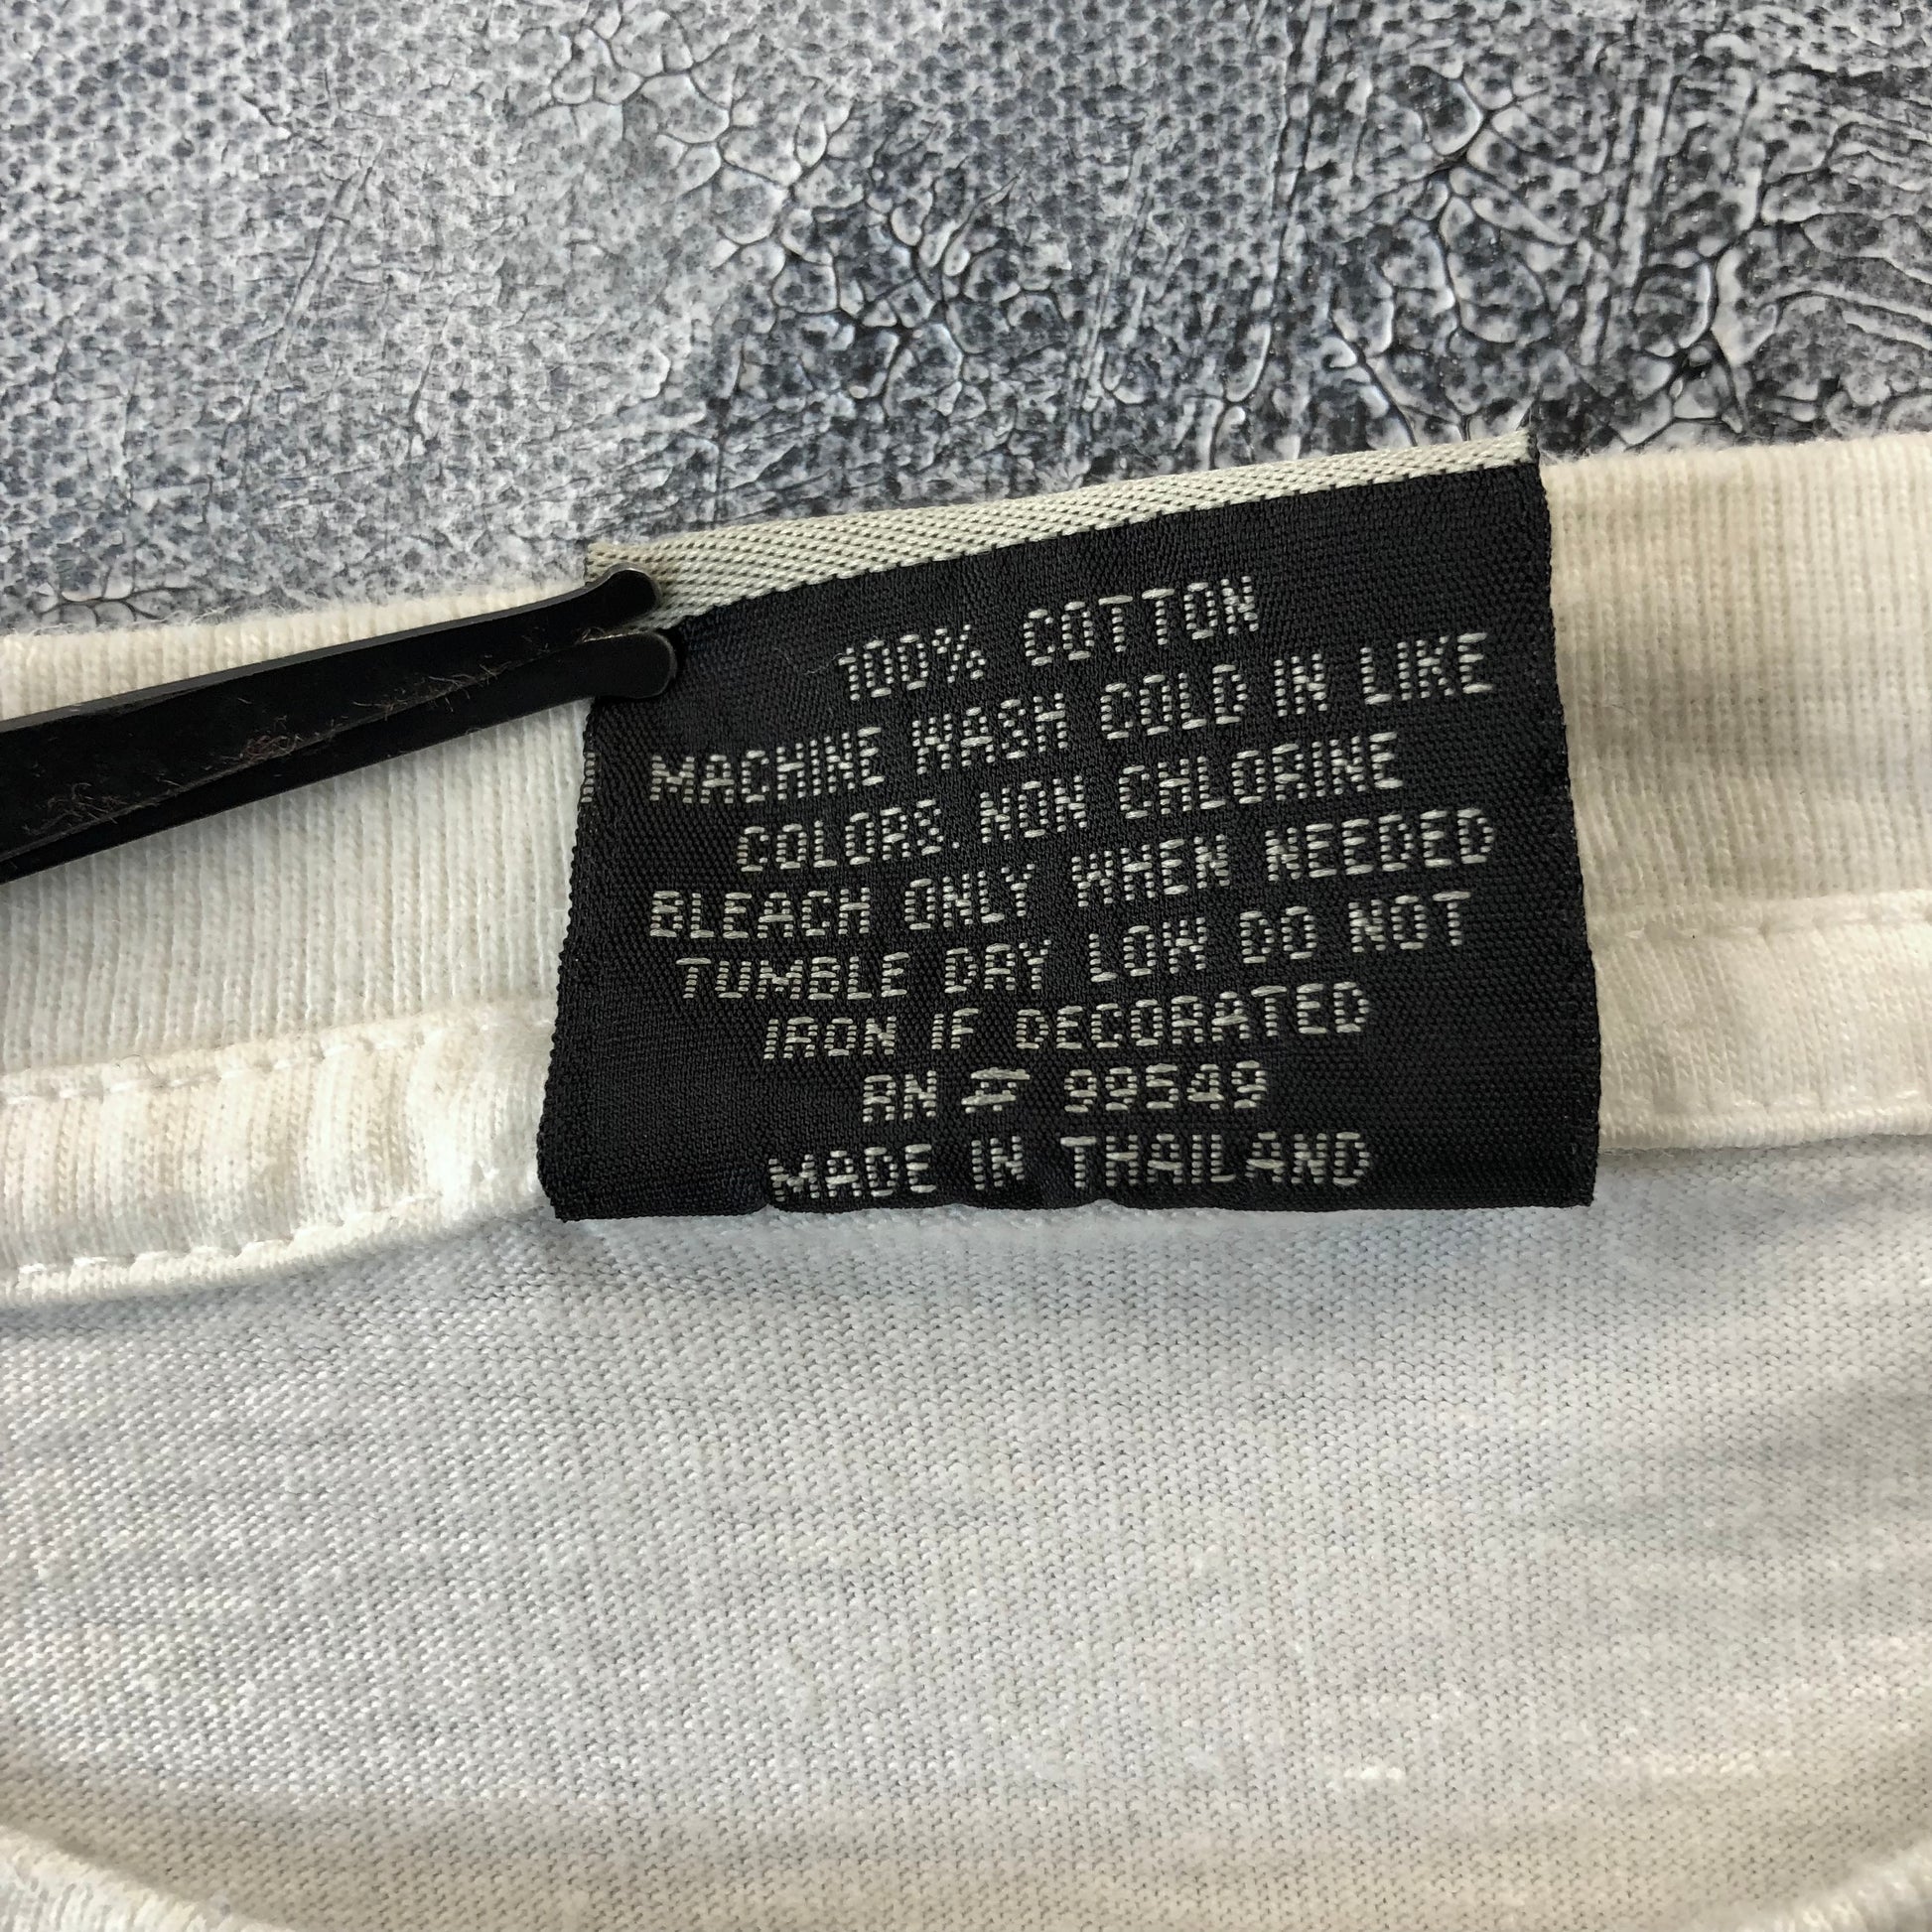 100% COTTON
MACHINE WASH COLD IN LIKE
COLORS. NON CHLORINE
BLEACH ONLY WHEN NEEDED
TUMBLE DRY LOW DO NOT
IRON IF DECORATED
RN # 99549
MADE IN THAILAND